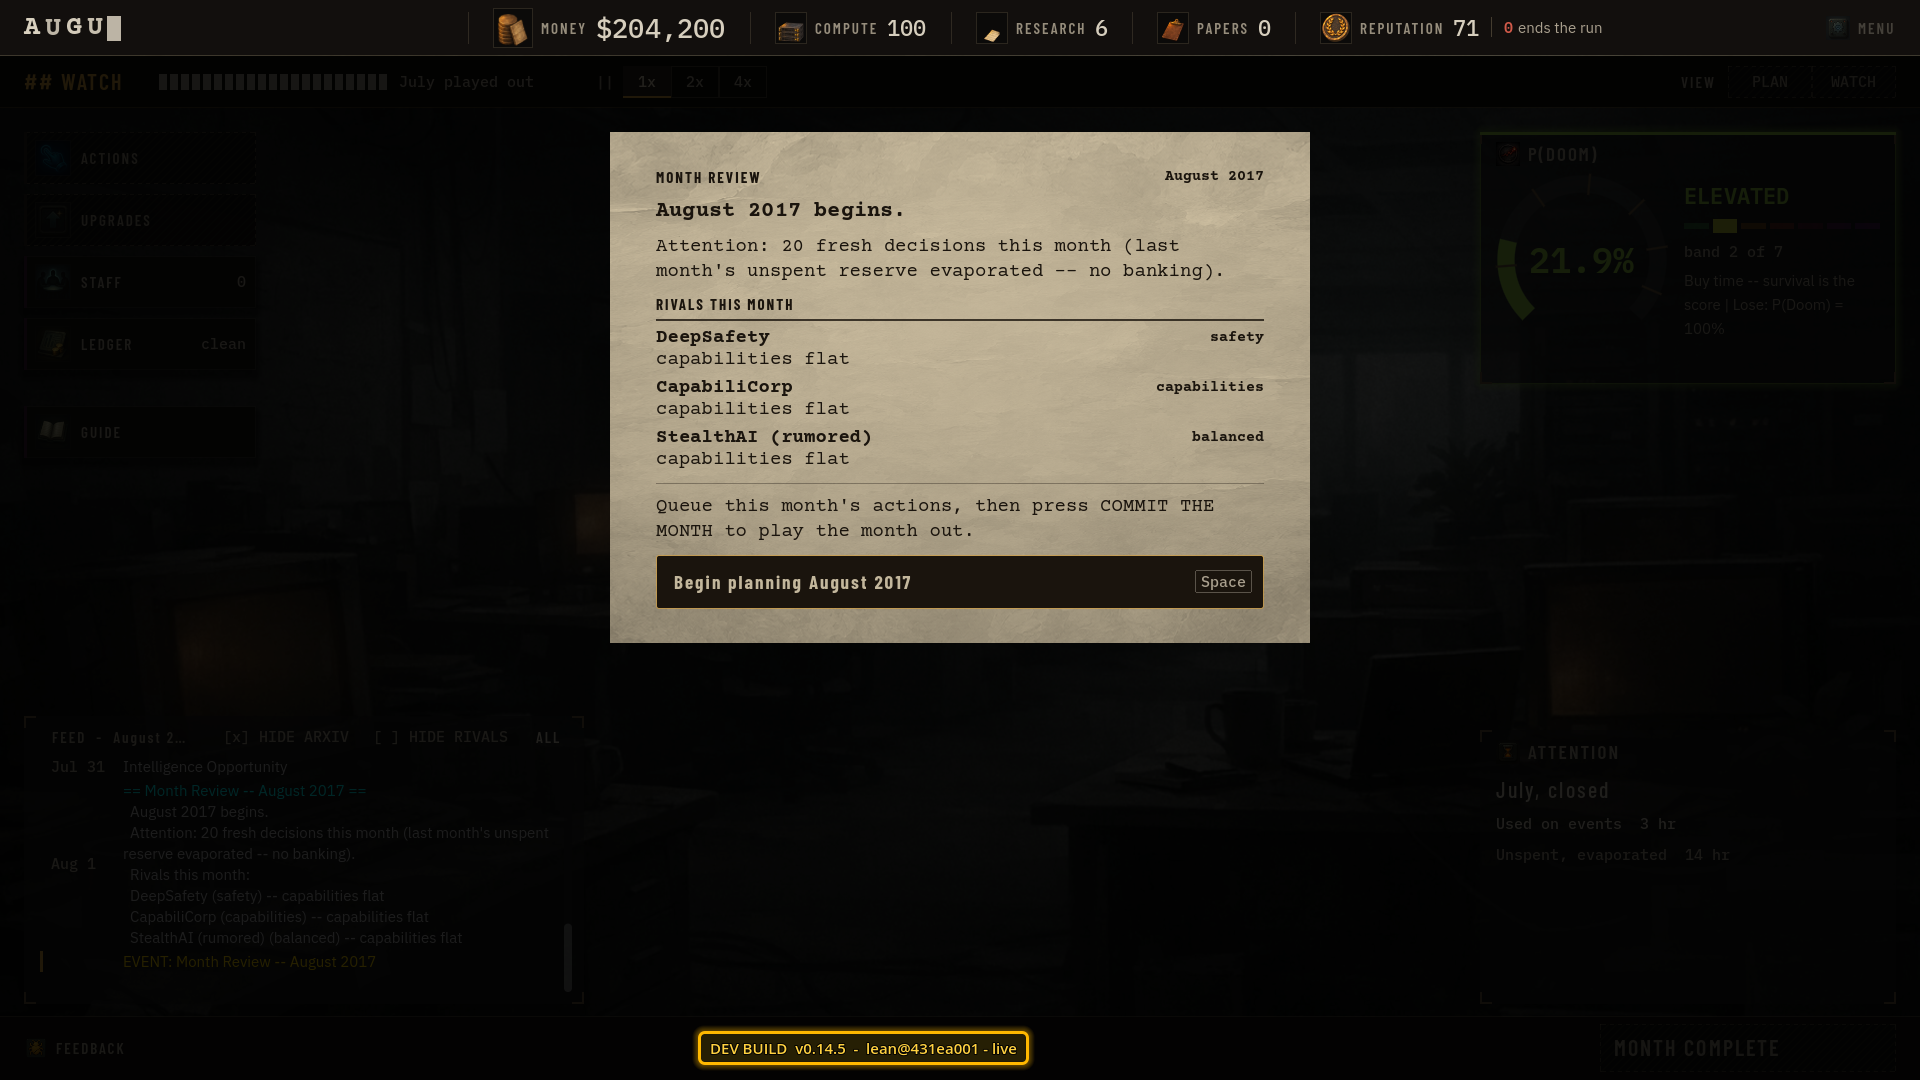 AUGU
MONEY $204,200
COMPUTE 100
RESEARCH 6
PAPERS 0
REPUTATION 71
0 ends the run
MENU
## WATCH
July played out
||
1x
2x
4x
VIEW
PLAN
WATCH
ACTIONS
UPGRADES
STAFF 0
LEDGER clean
GUIDE
MONTH REVIEW
August 2017
August 2017 begins.
Attention: 20 fresh decisions this month (last
month's unspent reserve evaporated -- no banking).
RIVALS THIS MONTH
DeepSafety safety
capabilities flat
CapabiliCorp capabilities
capabilities flat
StealthAI (rumored) balanced
capabilities flat
Queue this month's actions, then press COMMIT THE
MONTH to play the month out.
Begin planning August 2017 Space
P(DOOM)
21.9%
ELEVATED
band 2 of 7
Buy time -- survival is the
score | Lose: P(Doom) =
100%
FEED - August 2... [x] HIDE ARXIV [ ] HIDE RIVALS ALL
Jul 31 Intelligence Opportunity
== Month Review -- August 2017 ==
August 2017 begins.
Attention: 20 fresh decisions this month (last month's unspent
reserve evaporated -- no banking).
Aug 1
Rivals this month:
DeepSafety (safety) -- capabilities flat
CapabiliCorp (capabilities) -- capabilities flat
StealthAI (rumored) (balanced) -- capabilities flat
EVENT: Month Review -- August 2017
ATTENTION
July, closed
Used on events 3 hr
Unspent, evaporated 14 hr
FEEDBACK
DEV BUILD v0.14.5 - lean@431ea001 - live
MONTH COMPLETE